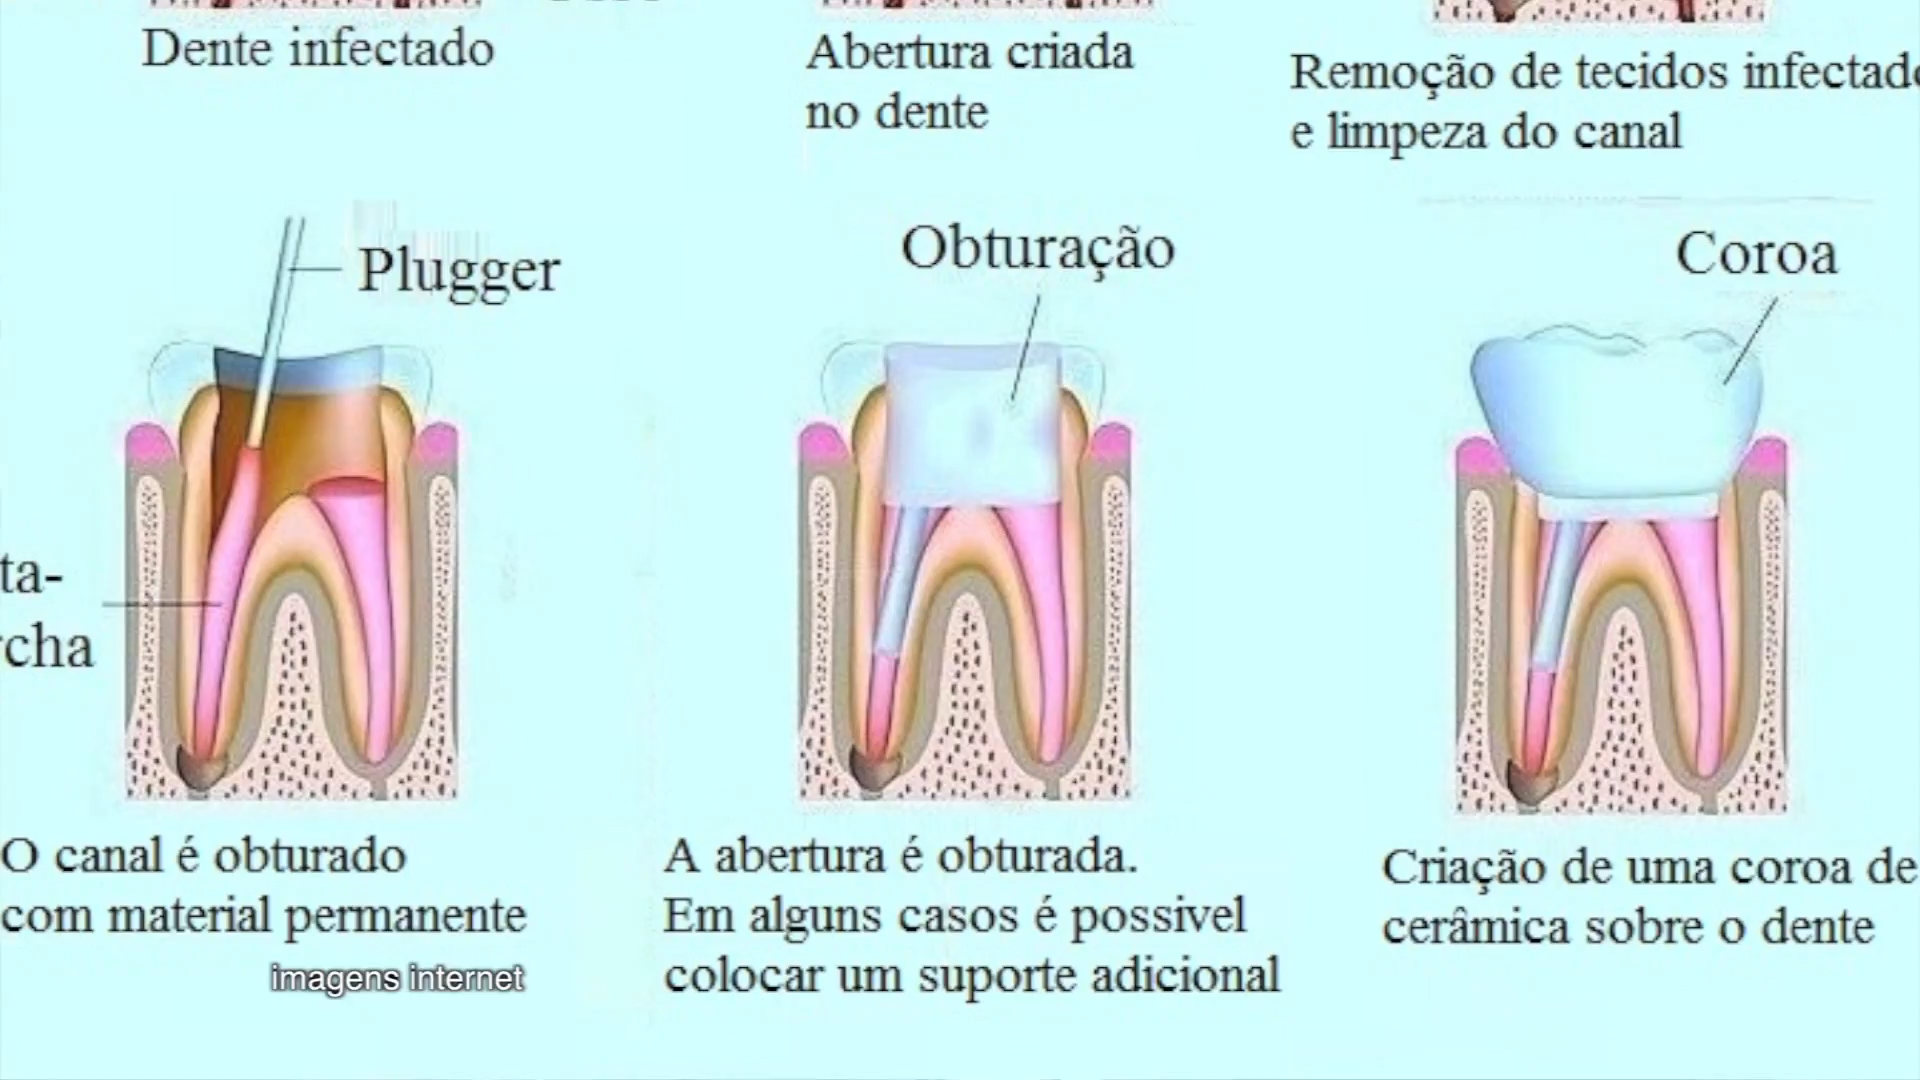 Dente infectado
Abertura criada
no dente
Remoção de tecidos
e limpeza do canal
Plugger
Obturação
Coroa
ta-
cha
O canal é obturado
com material permanente
A abertura é obturada.
Em alguns casos é possivel
colocar um suporte adicional
Criação de uma coroa de
cerâmica sobre o dente
imagens internet